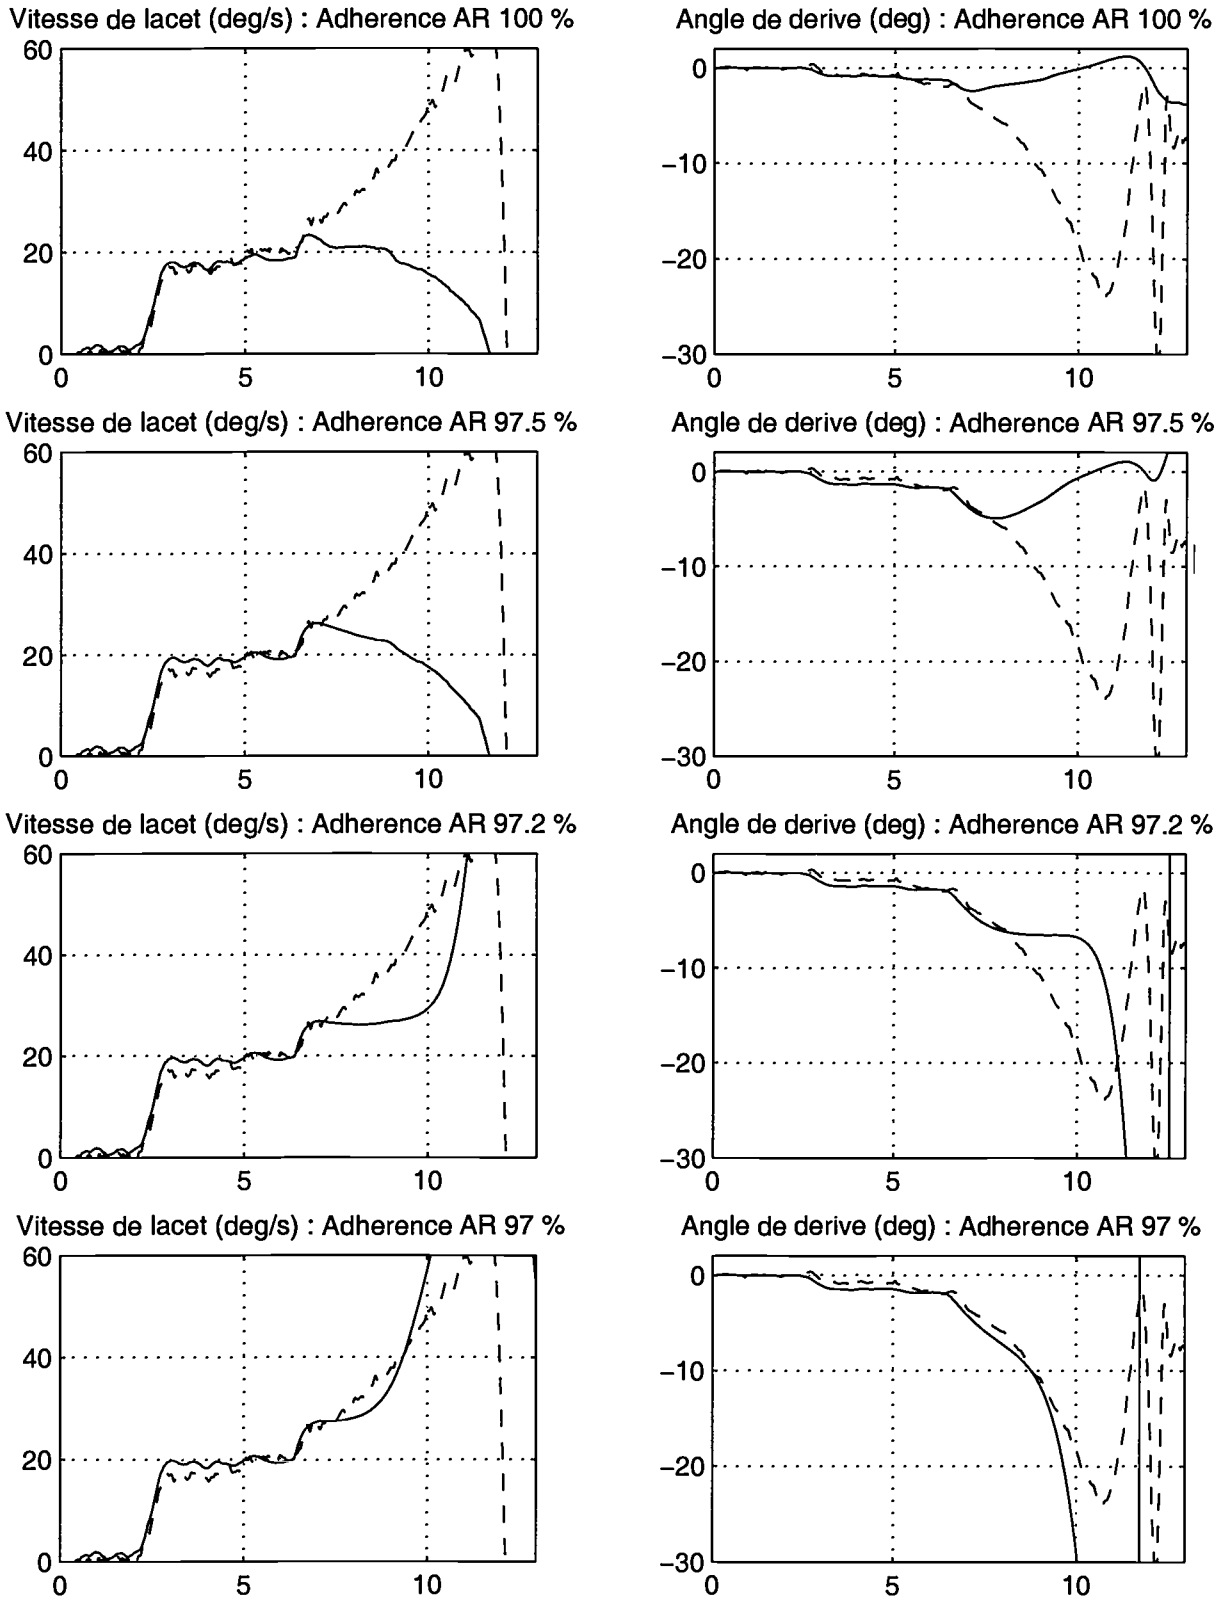 Vitesse de lacet (deg/s) : Adherence AR 100 %
60
40
20
0
0 5 10
Angle de derive (deg) : Adherence AR 100 %
0
−10
−20
−30
0 5 10
Vitesse de lacet (deg/s) : Adherence AR 97.5 %
60
40
20
0
0 5 10
Angle de derive (deg) : Adherence AR 97.5 %
0
−10
−20
−30
0 5 10
Vitesse de lacet (deg/s) : Adherence AR 97.2 %
60
40
20
0
0 5 10
Angle de derive (deg) : Adherence AR 97.2 %
0
−10
−20
−30
0 5 10
Vitesse de lacet (deg/s) : Adherence AR 97 %
60
40
20
0
0 5 10
Angle de derive (deg) : Adherence AR 97 %
0
−10
−20
−30
0 5 10